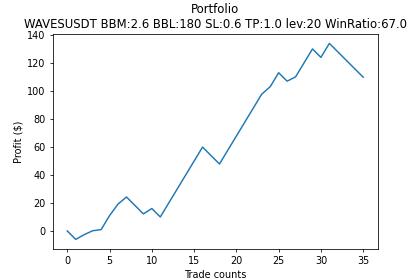 Portfolio
WAVESUSDT BBM:2.6 BBL:180 SL:0.6 TP:1.0 lev:20 WinRatio:67.0
140
120
100
80
60
40
20
0
Profit ($)
0 5 10 15 20 25 30 35
Trade counts